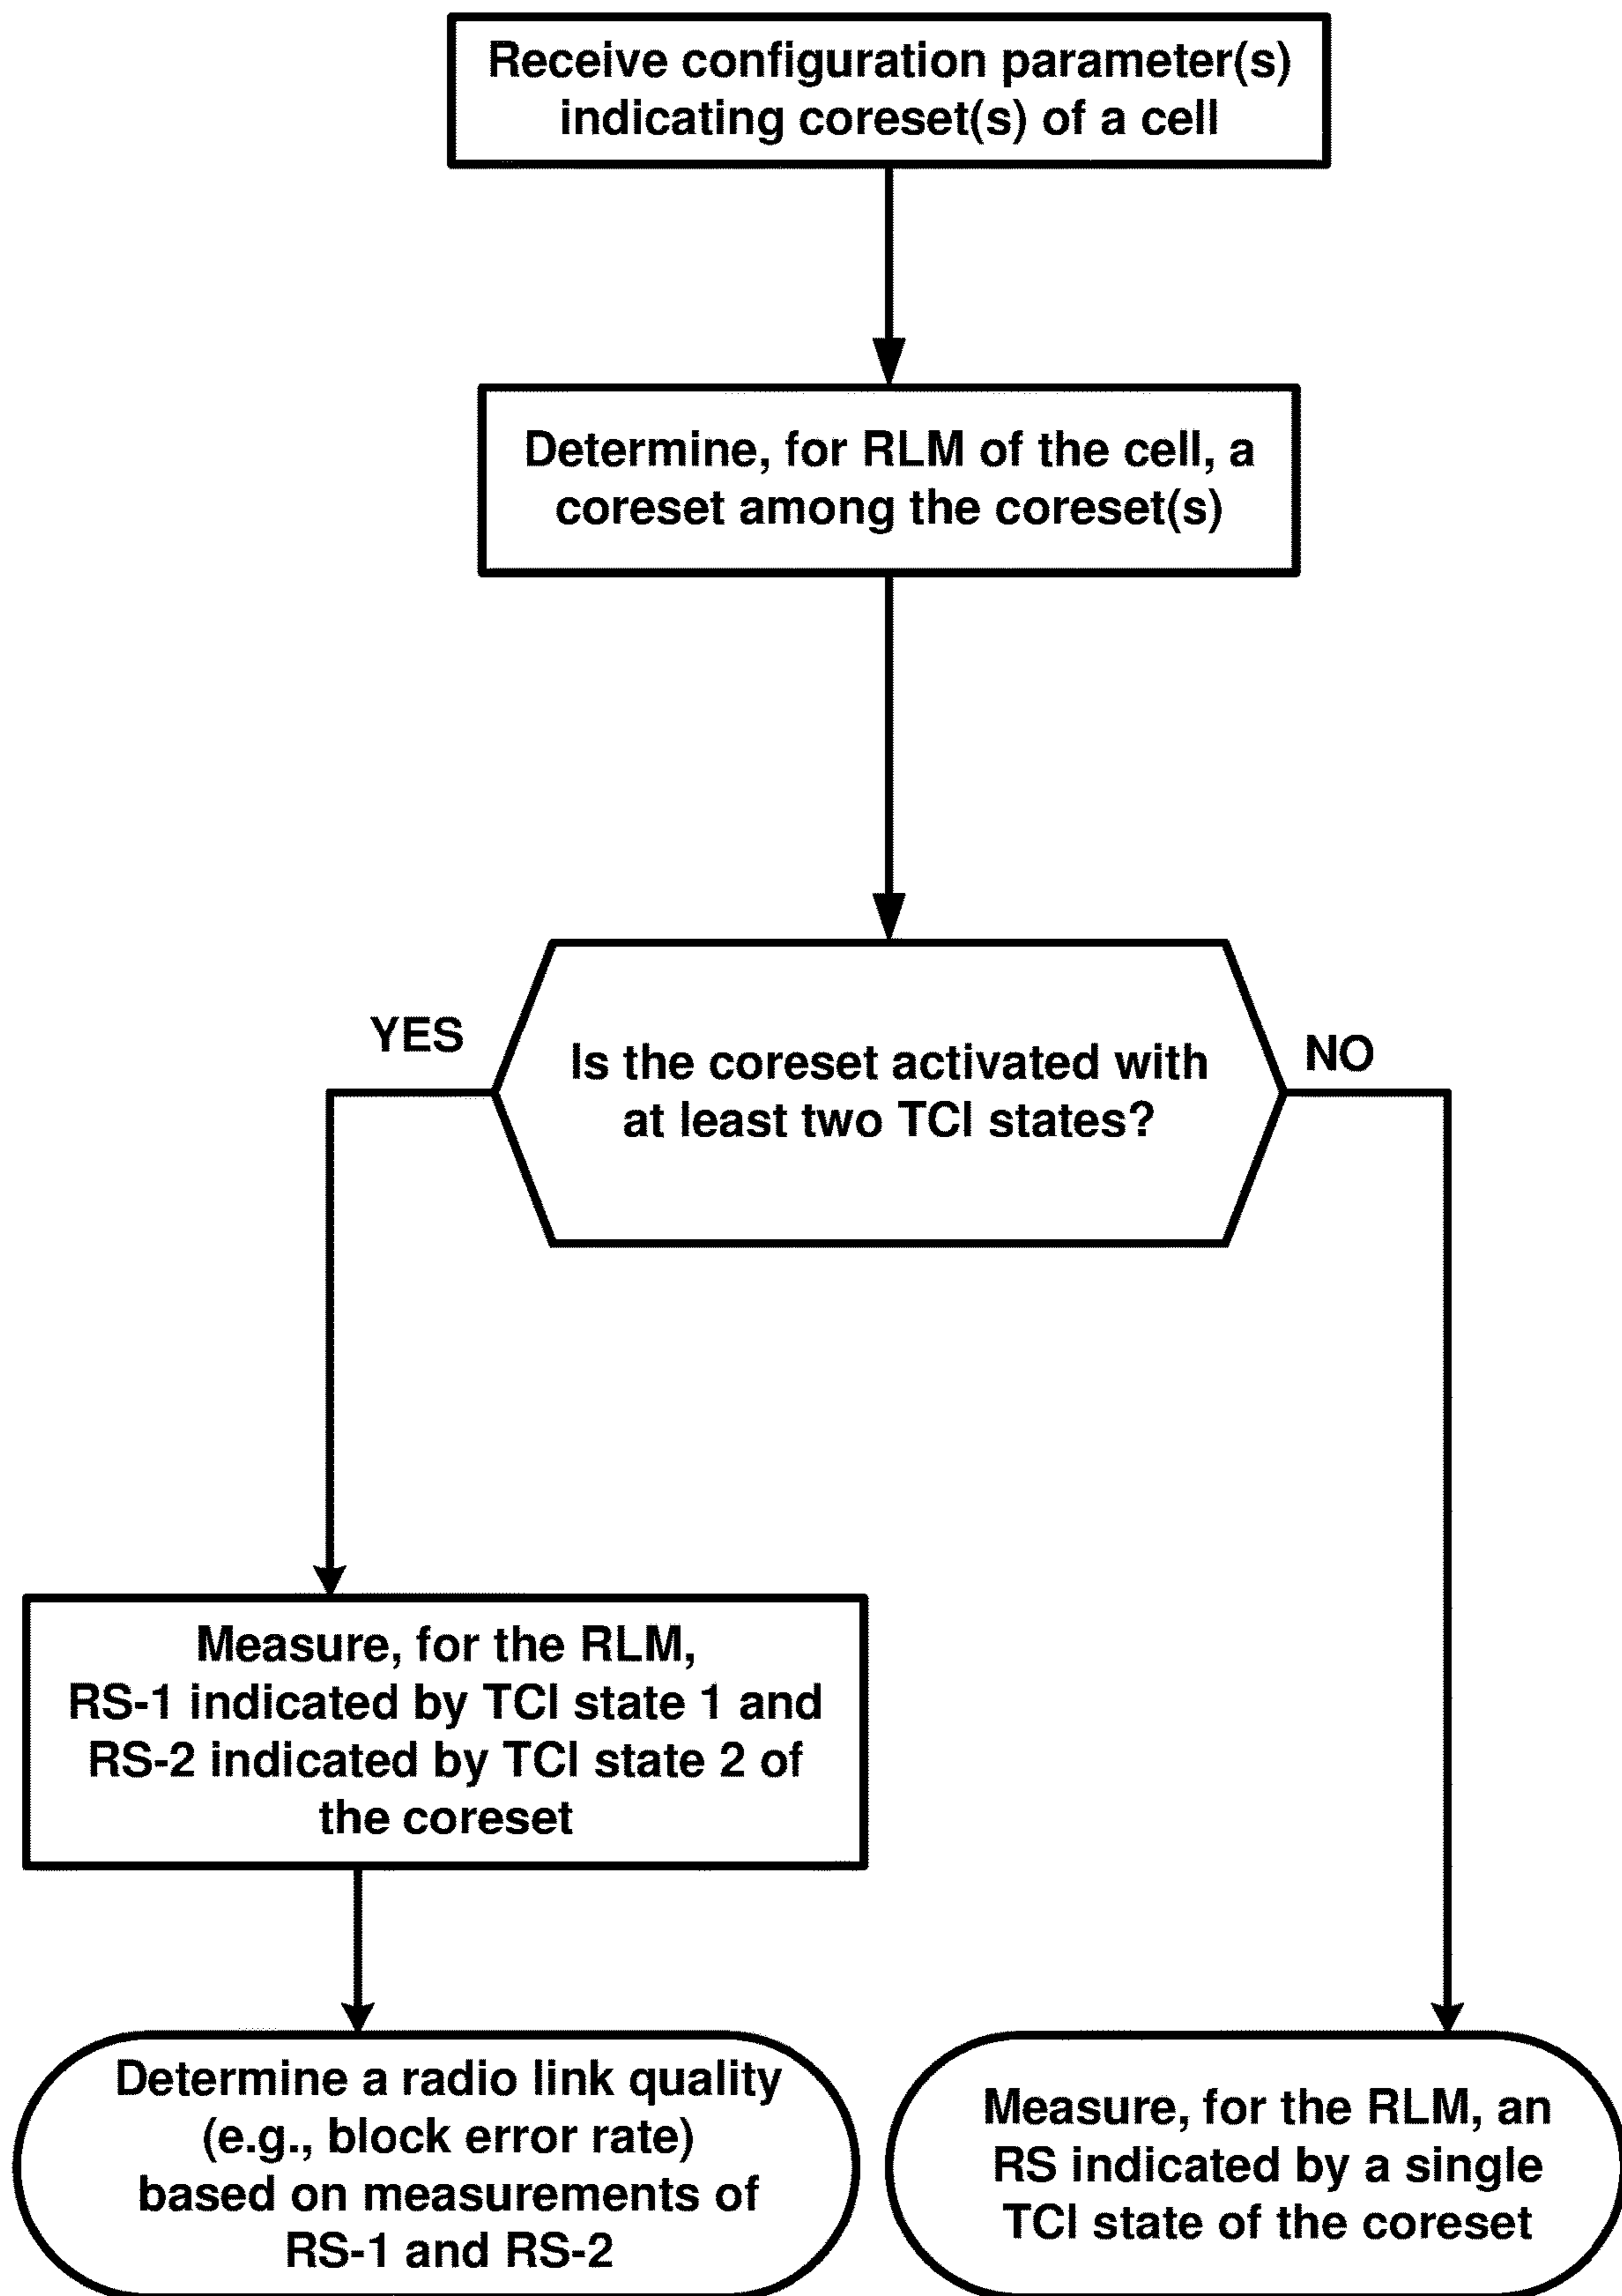 Receive configuration parameter(s)
indicating coreset(s) of a cell
Determine, for RLM of the cell, a
coreset among the coreset(s)
YES
Is the coreset activated with
at least two TCI states?
NO
Measure, for the RLM,
RS-1 indicated by TCI state 1 and
RS-2 indicated by TCI state 2 of
the coreset
Determine a radio link quality
(e.g., block error rate)
based on measurements of
RS-1 and RS-2
Measure, for the RLM, an
RS indicated by a single
TCI state of the coreset